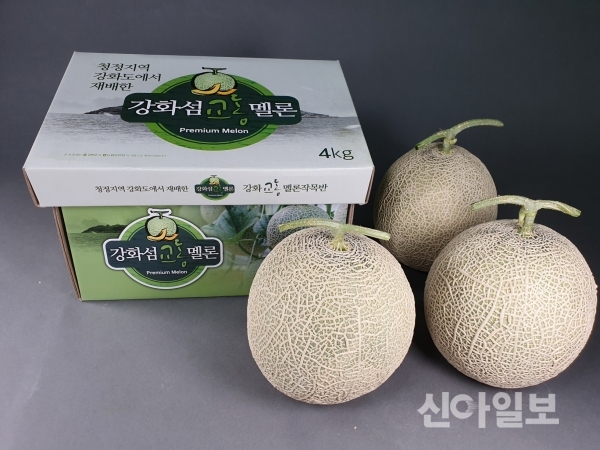 청정지역
강화도에서
재배한
강화섬 교동 멜론
Premium Melon
4kg
청정지역 강화도에서 재배한 강화섬 교동 멜론 강화 교동 멜론작목반
강화섬 교동 멜론
Premium Melon
신아일보